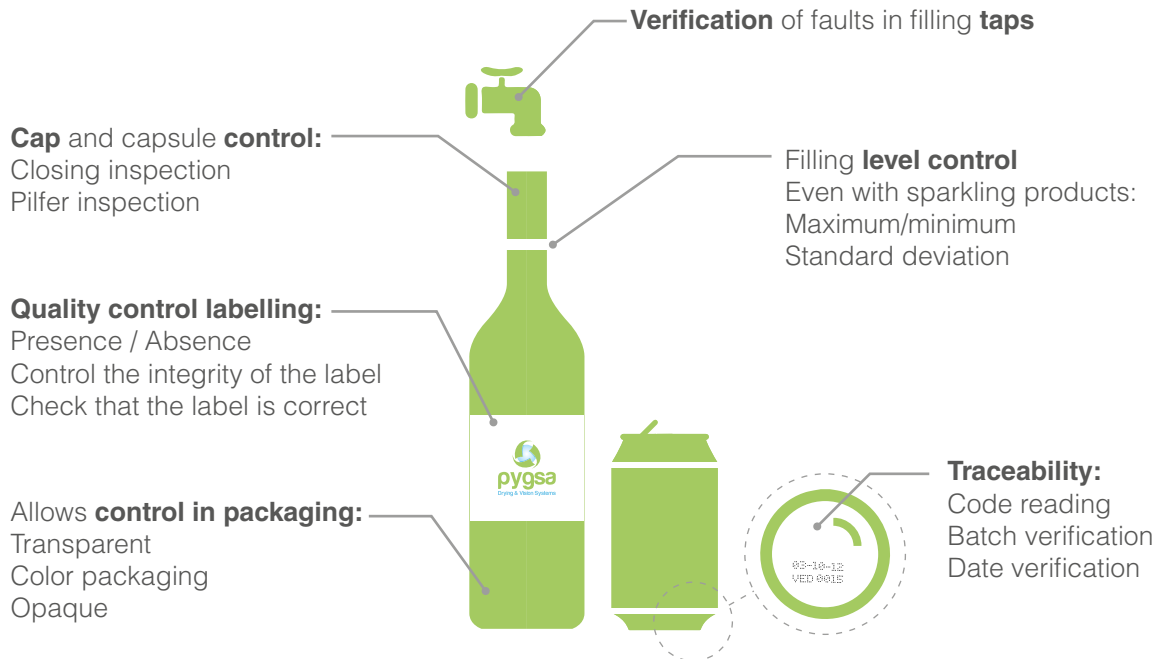 Verification of faults in filling taps
Cap and capsule control:
Closing inspection
Pilfer inspection
Filling level control
Even with sparkling products:
Maximum/minimum
Standard deviation
Quality control labelling:
Presence / Absence
Control the integrity of the label
Check that the label is correct
pygsa
Drying & Vision Systems
Allows control in packaging:
Transparent
Color packaging
Opaque
03-10-12
VED 0015
Traceability:
Code reading
Batch verification
Date verification